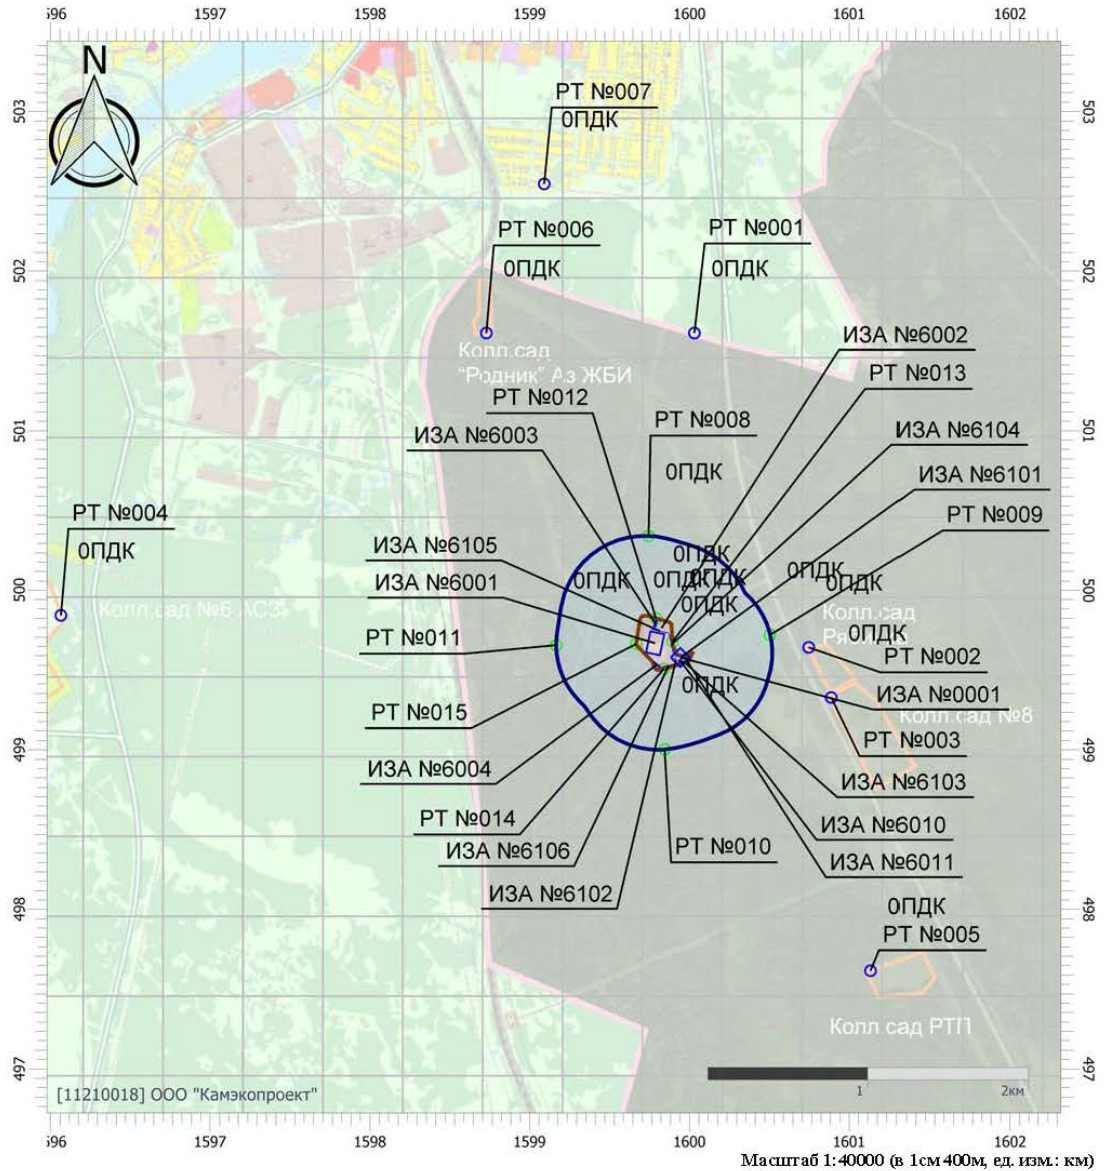 596 1597 1598 1599 1600 1601 1602
N
503 503
РТ №007
0ПДК
РТ №006
0ПДК
РТ №001
0ПДК
502 502
ИЗА №6002
Колл.сад
"Родник" Аз ЖБИ
РТ №013
РТ №012
РТ №008
ИЗА №6003
ИЗА №6104
501 501
0ПДК
ИЗА №6101
РТ №004
РТ №009
0ПДК
ИЗА №6105
0ПДК
0ПДК
0ПДК
0ПДК
0ПДК
0ПДК
ИЗА №6001
500 500
Колл.сад №6 АСЗ
0ПДК
Колл.сад
0ПДК
РТ №011
РТ №002
0ПДК
ИЗА №0001
РТ №015
Колл.сад №8
РТ №003
499 499
ИЗА №6004
ИЗА №6103
РТ №014
ИЗА №6010
ИЗА №6106
РТ №010
ИЗА №6011
ИЗА №6102
498 498
0ПДК
РТ №005
Колл сад РТП
497 497
[11210018] ООО "Камэкопроект"
1 2км
596 1597 1598 1599 1600 1601 1602
Масштаб 1:40000 (в 1см 400м, ед. изм.: км)